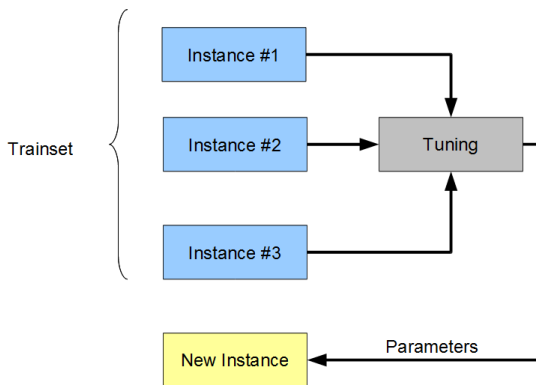 Instance #1
Trainset
Instance #2
Tuning
Instance #3
Parameters
New Instance